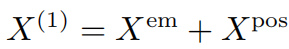 X^{(1)} = X^{em} + X^{pos}